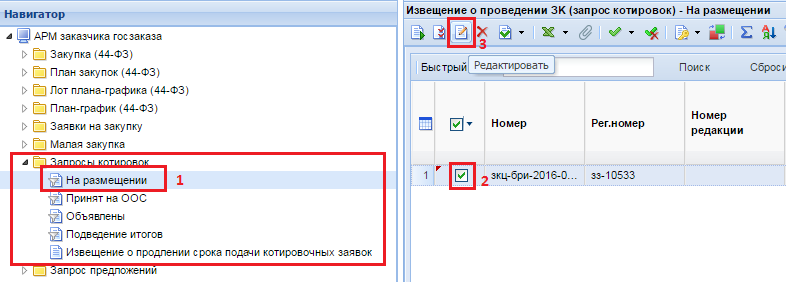 Навигатор
АРМ заказчика госзаказа
Закупка (44-ФЗ)
План закупок (44-ФЗ)
Лот плана-графика (44-ФЗ)
План-график (44-ФЗ)
Заявки на закупку
Малая закупка
Запросы котировок
На размещении 1
Принят на ООС
Объявлены
Подведение итогов
Извещение о продлении срока подачи котировочных заявок
Запрос предложений
Извещение о проведении ЗК (запрос котировок) - На размещении
3
Редактировать
Быстрый Поиск Сброси
Номер Рег.номер Номер
редакции
1 зкц-бри-2016-0... зз-10533
2